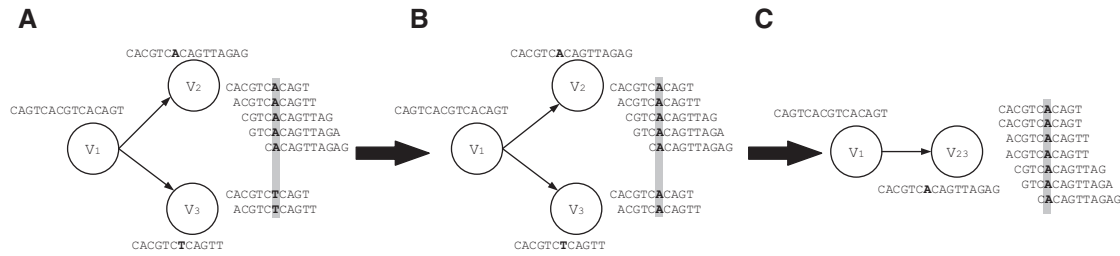 A
CACGTCACAGTTAGAG
V2
CAGTCACGTCACAGT
V1
CACGTCACAGT
ACGTCACAGTT
CGTCACAGTTAG
GTCACAGTTAGA
CACAGTTAGAG
V3
CACGTCTCAGT
ACGTCTCAGTT
CACGTCTCAGTT
B
CACGTCACAGTTAGAG
V2
CAGTCACGTCACAGT
V1
CACGTCACAGT
ACGTCACAGTT
CGTCACAGTTAG
GTCACAGTTAGA
CACAGTTAGAG
V3
CACGTCACAGT
ACGTCACAGTT
CACGTCTCAGTT
C
CAGTCACGTCACAGT
V1
V23
CACGTCACAGTTAGAG
CACGTCACAGT
CACGTCACAGT
ACGTCACAGTT
ACGTCACAGTT
CGTCACAGTTAG
GTCACAGTTAGA
CACAGTTAGAG